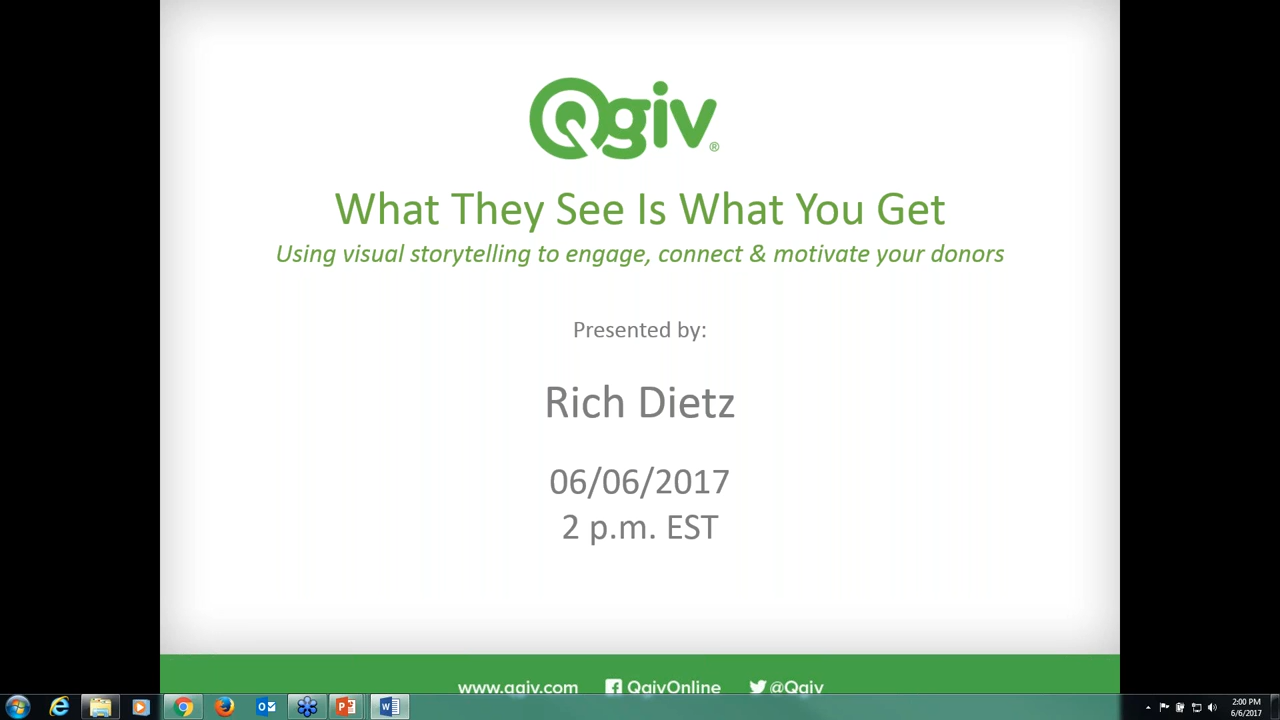 Qgiv®
What They See Is What You Get
Using visual storytelling to engage, connect & motivate your donors
Presented by:
Rich Dietz
06/06/2017
2 p.m. EST
www.qgiv.com QgivOnline @Qgiv
2:00 PM
6/6/2017